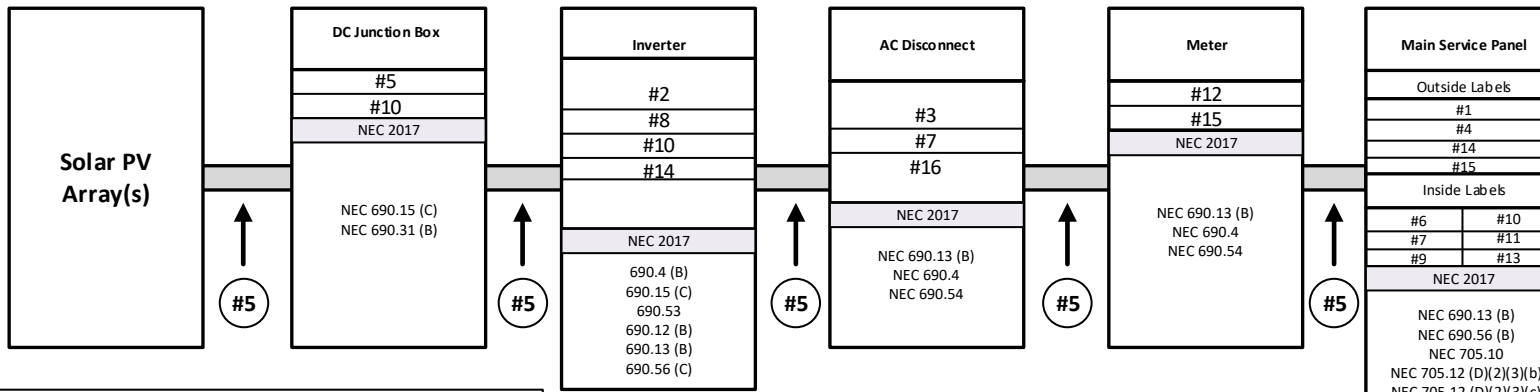 Solar PV
Array(s)
#5
DC Junction Box
#5
#10
NEC 2017
NEC 690.15 (C)
NEC 690.31 (B)
#5
Inverter
#2
#8
#10
#14
NEC 2017
690.4 (B)
690.15 (C)
690.53
690.12 (B)
690.13 (B)
690.56 (C)
#5
AC Disconnect
#3
#7
#16
NEC 2017
NEC 690.13 (B)
NEC 690.4
NEC 690.54
#5
Meter
#12
#15
NEC 2017
NEC 690.13 (B)
NEC 690.4
NEC 690.54
#5
Main Service Panel
Outside Labels
#1
#4
#14
#15
Inside Labels
#6 #10
#7 #11
#9 #13
NEC 2017
NEC 690.13 (B)
NEC 690.56 (B)
NEC 705.10
NEC 705.12 (D)(2)(3)(b)
NEC 705.12 (D)(2)(3)(c)